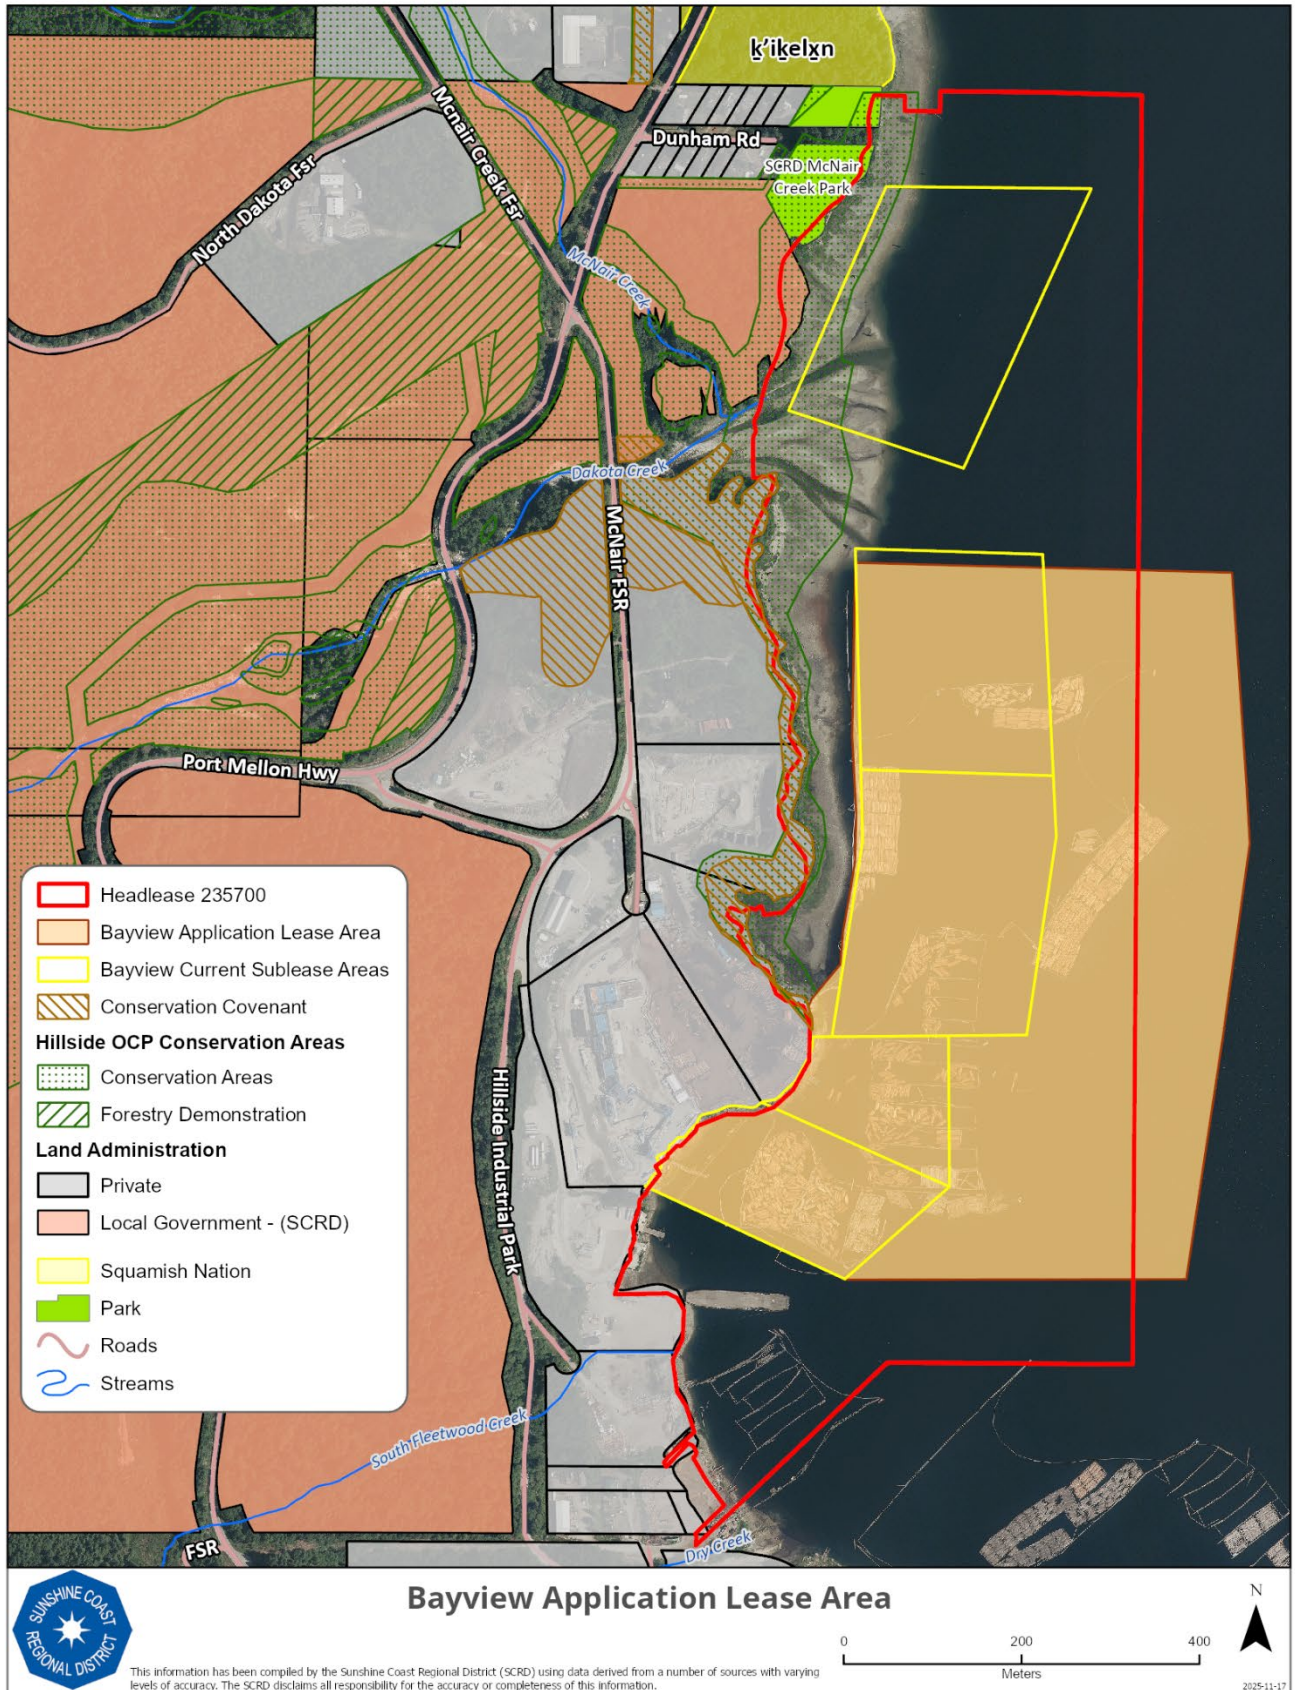 ḵ’iḵelx̱n
Dunham Rd
SCRD McNair
Creek Park
Mcnair Creek Fsr
North Dakota Fsr
McNair Creek
Dakota Creek
McNair FSR
Port Mellon Hwy
Headlease 235700
Bayview Application Lease Area
Bayview Current Sublease Areas
Conservation Covenant
Hillside OCP Conservation Areas
Conservation Areas
Forestry Demonstration
Land Administration
Private
Local Government - (SCRD)
Squamish Nation
Park
Roads
Streams
Hillside Industrial Park
South Fleetwood Creek
FSR
Dry Creek
SUNSHINE COAST
REGIONAL DISTRICT
Bayview Application Lease Area
N
0 200 400
Meters
This information has been compiled by the Sunshine Coast Regional District (SCRD) using data derived from a number of sources with varying
levels of accuracy. The SCRD disclaims all responsibility for the accuracy or completeness of this information.
2025-11-17